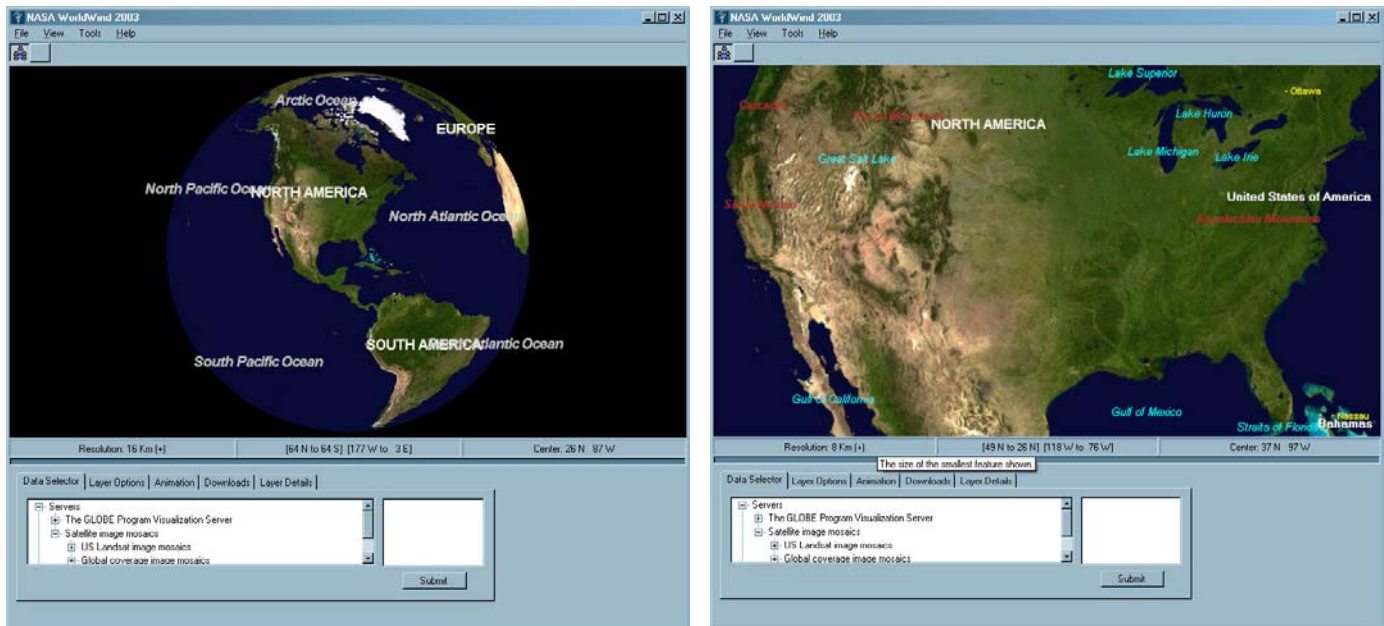 NASA WorldWind 2003
File View Tools Help
Arctic Ocean
EUROPE
North Pacific Ocean
NORTH AMERICA
North Atlantic Ocean
SOUTH AMERICA
Atlantic Ocean
South Pacific Ocean
Resolution: 16 Km (+) [64 N to 64 S] [177 W to 3 E] Center: 26 N 87 W
Data Selector Layer Options Animation Downloads Layer Details
Servers
The GLOBE Program Visualization Server
Satellite image mosaics
US Landsat image mosaics
Global coverage image mosaics
Submit
NASA WorldWind 2003
File View Tools Help
Lake Superior
Ottawa
Lake Huron
NORTH AMERICA
Lake Michigan
Lake Irie
Great Salt Lake
United States of America
Appalachian Mountains
Gulf of California
Gulf of Mexico
Nassau
Straits of Florida
Bahamas
Resolution: 8 Km (+) [49 N to 26 N] [118 W to 76 W] Center: 37 N 97 W
The size of the smallest feature shown.
Data Selector Layer Options Animation Downloads Layer Details
Servers
The GLOBE Program Visualization Server
Satellite image mosaics
US Landsat image mosaics
Global coverage image mosaics
Submit